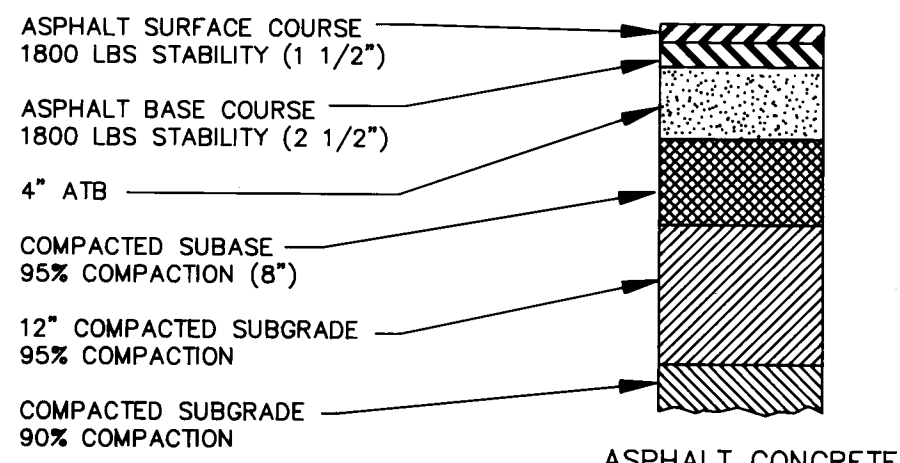 ASPHALT SURFACE COURSE
1800 LBS STABILITY (1 1/2")
ASPHALT BASE COURSE
1800 LBS STABILITY (2 1/2")
4" ATB
COMPACTED SUBASE
95% COMPACTION (8")
12" COMPACTED SUBGRADE
95% COMPACTION
COMPACTED SUBGRADE
90% COMPACTION
ASPHALT CONCRETE